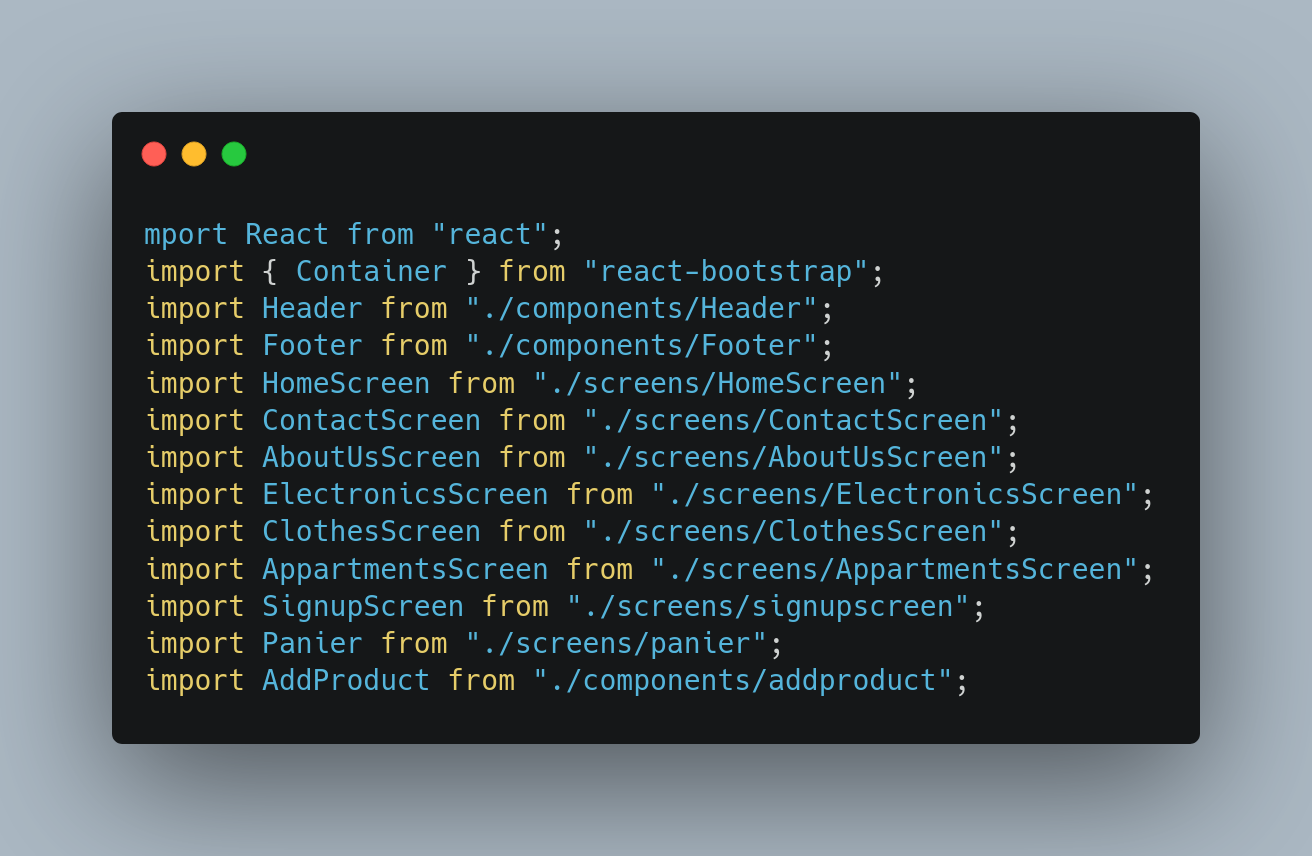 mport React from "react";
import { Container } from "react-bootstrap";
import Header from "./components/Header";
import Footer from "./components/Footer";
import HomeScreen from "./screens/HomeScreen";
import ContactScreen from "./screens/ContactScreen";
import AboutUsScreen from "./screens/AboutUsScreen";
import ElectronicsScreen from "./screens/ElectronicsScreen";
import ClothesScreen from "./screens/ClothesScreen";
import AppartmentsScreen from "./screens/AppartmentsScreen";
import SignupScreen from "./screens/signupscreen";
import Panier from "./screens/panier";
import AddProduct from "./components/addproduct";